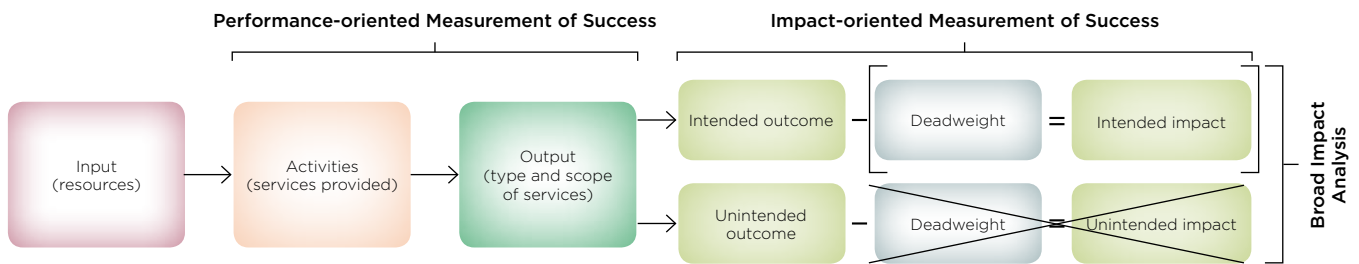 Performance-oriented Measurement of Success
Impact-oriented Measurement of Success
Input
(resources)
Activities
(services provided)
Output
(type and scope
of services)
Intended outcome
–
Deadweight
=
Intended impact
Unintended
outcome
–
Deadweight
=
Unintended impact
Broad Impact
Analysis